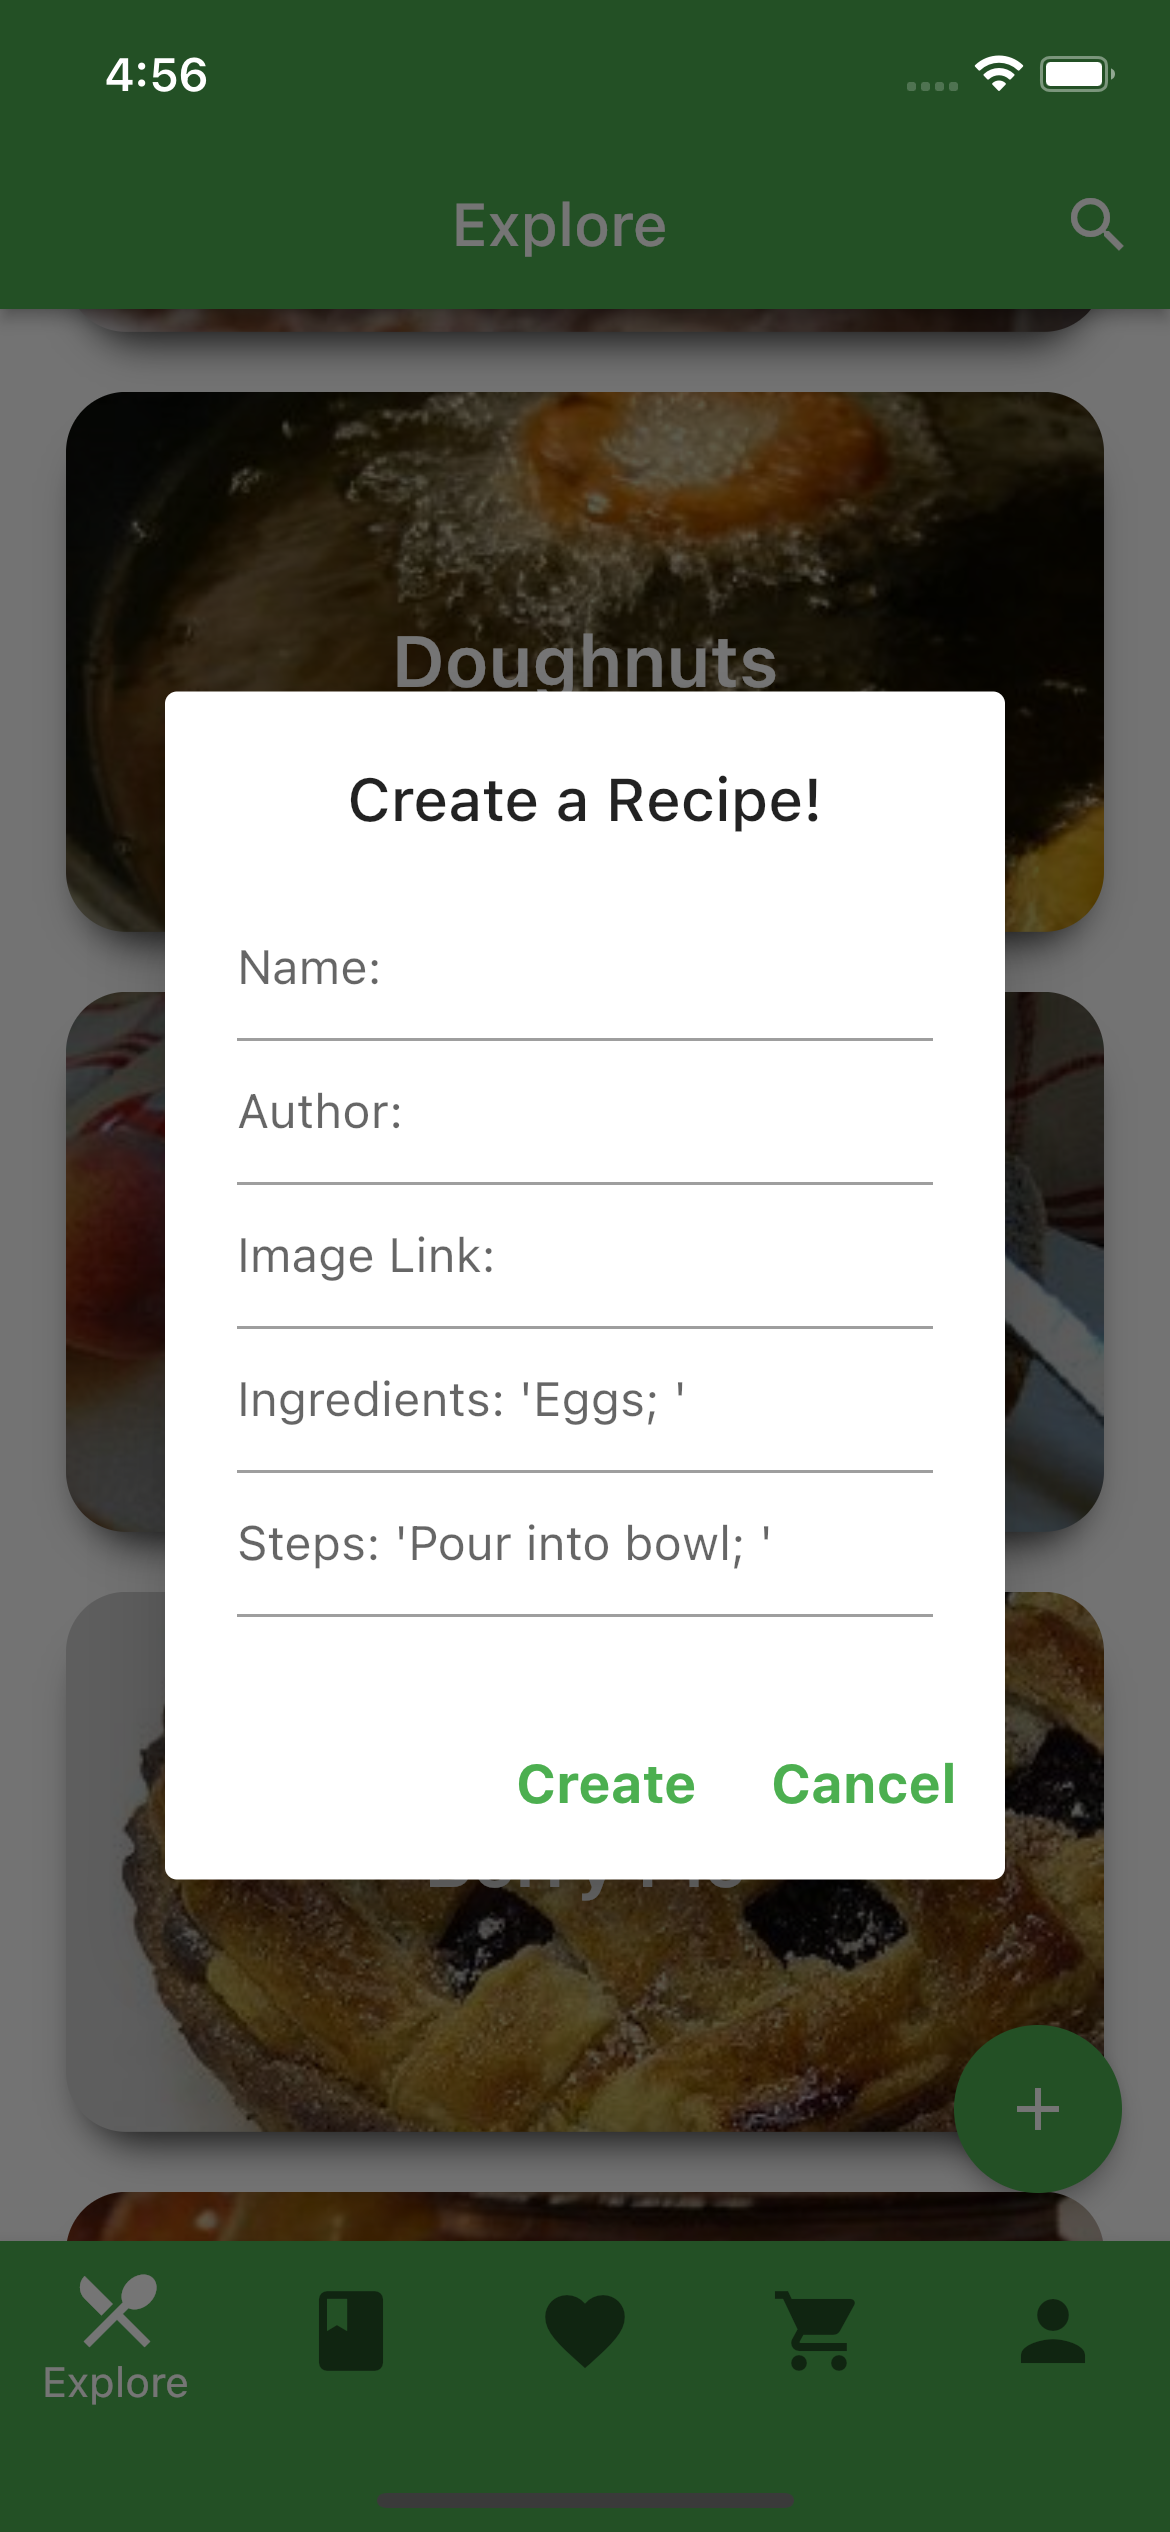 4:56
Explore
Doughnuts
Create a Recipe!
Name:
Author:
Image Link:
Ingredients: 'Eggs; '
Steps: 'Pour into bowl; '
Create Cancel
Explore